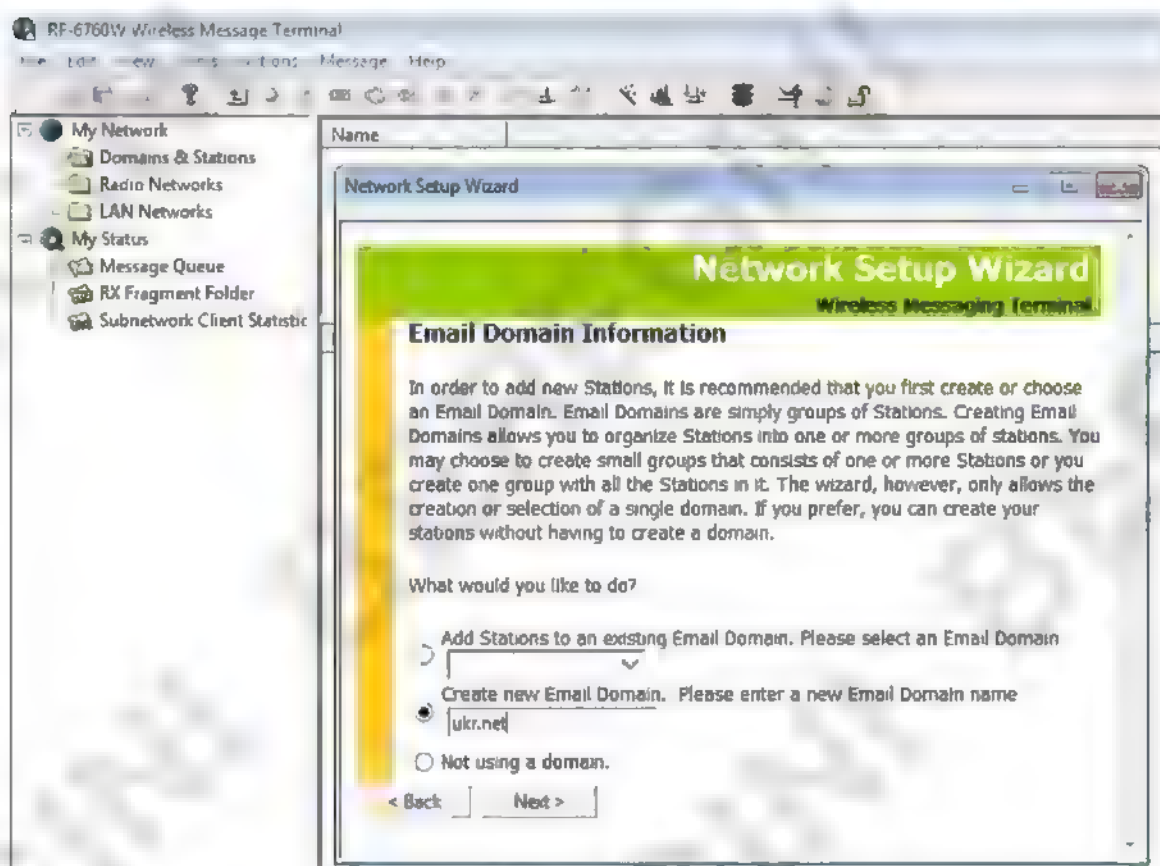 RF-6760W Wireless Message Terminal
Message Help
My Network
Domains & Stations
Radio Networks
LAN Networks
My Status
Message Queue
RX Fragment Folder
Subnetwork Client Statistic
Name
Network Setup Wizard
Network Setup Wizard
Wireless Messaging Terminal
Email Domain Information
In order to add new Stations, it is recommended that you first create or choose
an Email Domain. Email Domains are simply groups of Stations. Creating Email
Domains allows you to organize Stations into one or more groups of stations. You
may choose to create small groups that consists of one or more Stations or you
create one group with all the Stations in it. The wizard, however, only allows the
creation or selection of a single domain. If you prefer, you can create your
stations without having to create a domain.
What would you like to do?
Add Stations to an existing Email Domain. Please select an Email Domain
Create new Email Domain. Please enter a new Email Domain name
ukr.net
Not using a domain.
< Back
Next >